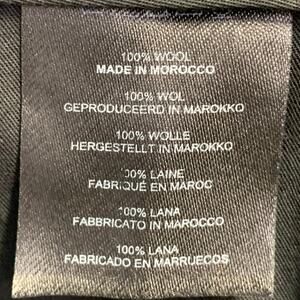 100% WOOL
MADE IN MOROCCO
100% WOL
GEPRODUCEERD IN MAROKKO
100% WOLLE
HERGESTELLT IN MAROKKO
100% LAINE
FABRIQUÉ EN MAROC
100% LANA
FABBRICATO IN MAROCCO
100% LANA
FABRICADO EN MARRUECOS